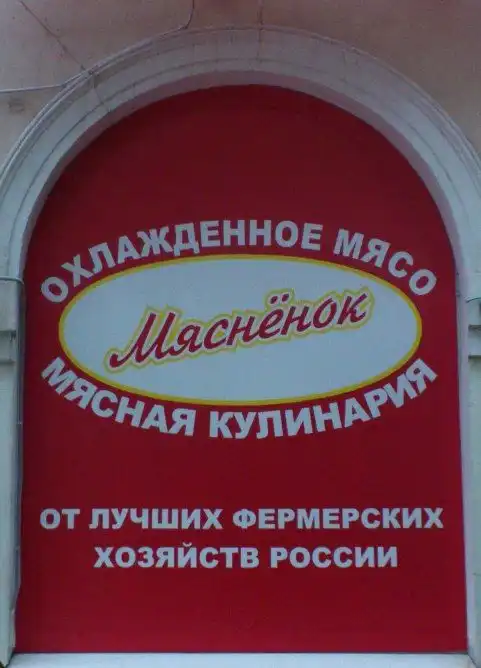 ОХЛАЖДЕННОЕ МЯСО
Мяснёнок
МЯСНАЯ КУЛИНАРИЯ
ОТ ЛУЧШИХ ФЕРМЕРСКИХ
ХОЗЯЙСТВ РОССИИ